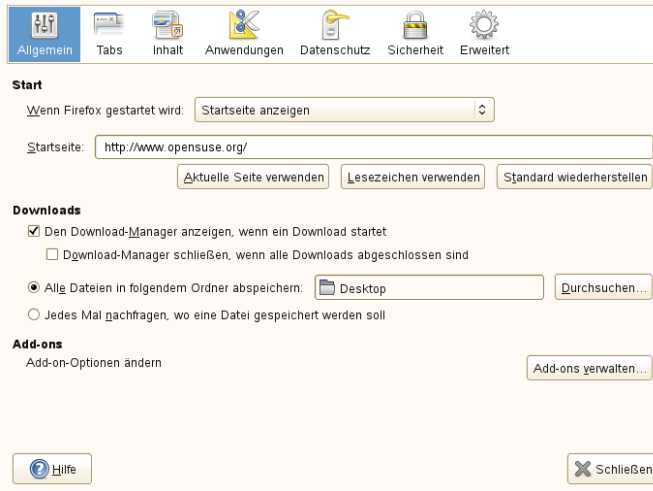 Allgemein Tabs Inhalt Anwendungen Datenschutz Sicherheit Erweitert
Start
Wenn Firefox gestartet wird: Startseite anzeigen
Startseite: http://www.opensuse.org/
Aktuelle Seite verwenden Lesezeichen verwenden Standard wiederherstellen
Downloads
Den Download-Manager anzeigen, wenn ein Download startet
Download-Manager schließen, wenn alle Downloads abgeschlossen sind
Alle Dateien in folgendem Ordner abspeichern: Desktop Durchsuchen...
Jedes Mal nachfragen, wo eine Datei gespeichert werden soll
Add-ons
Add-on-Optionen ändern
Add-ons verwalten...
Hilfe Schließen